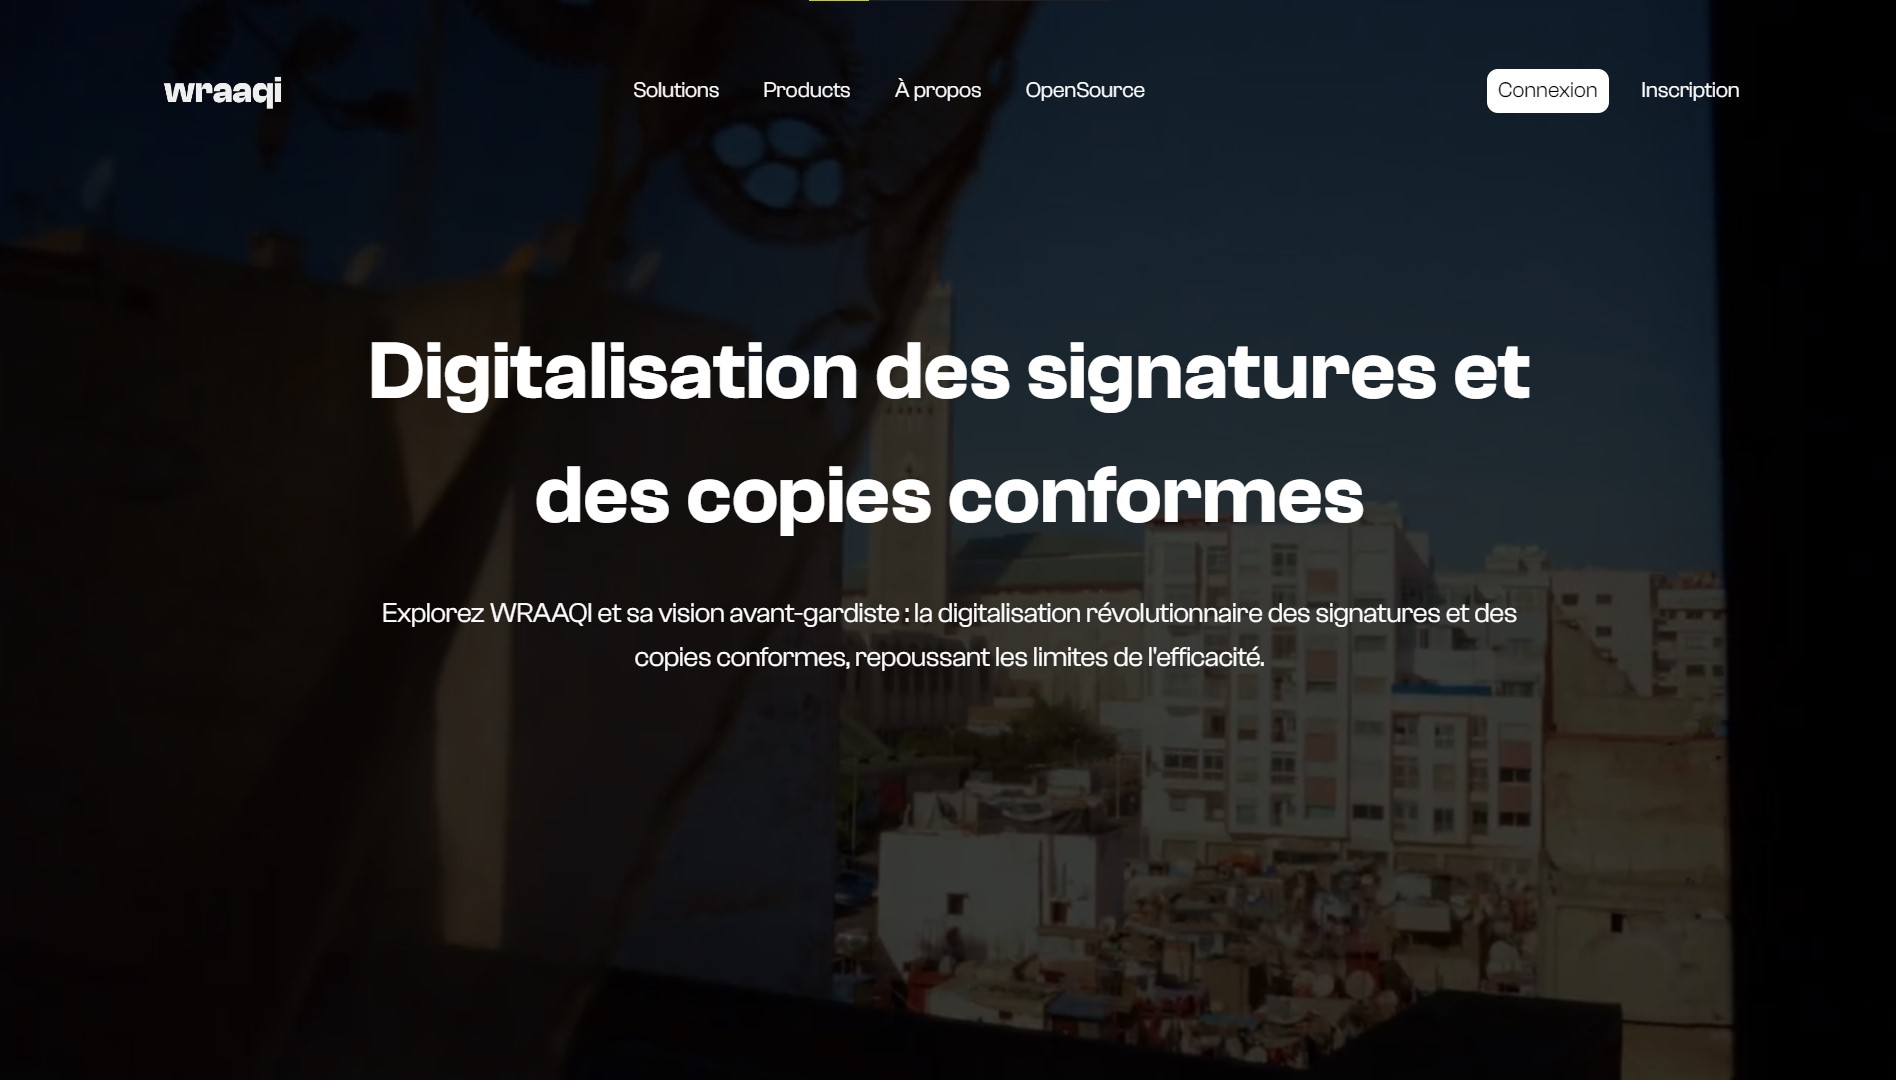 wraaqi
Solutions Products À propos OpenSource
Connexion Inscription
Digitalisation des signatures et
des copies conformes
Explorez WRAAQI et sa vision avant-gardiste : la digitalisation révolutionnaire des signatures et des
copies conformes, repoussant les limites de l'efficacité.